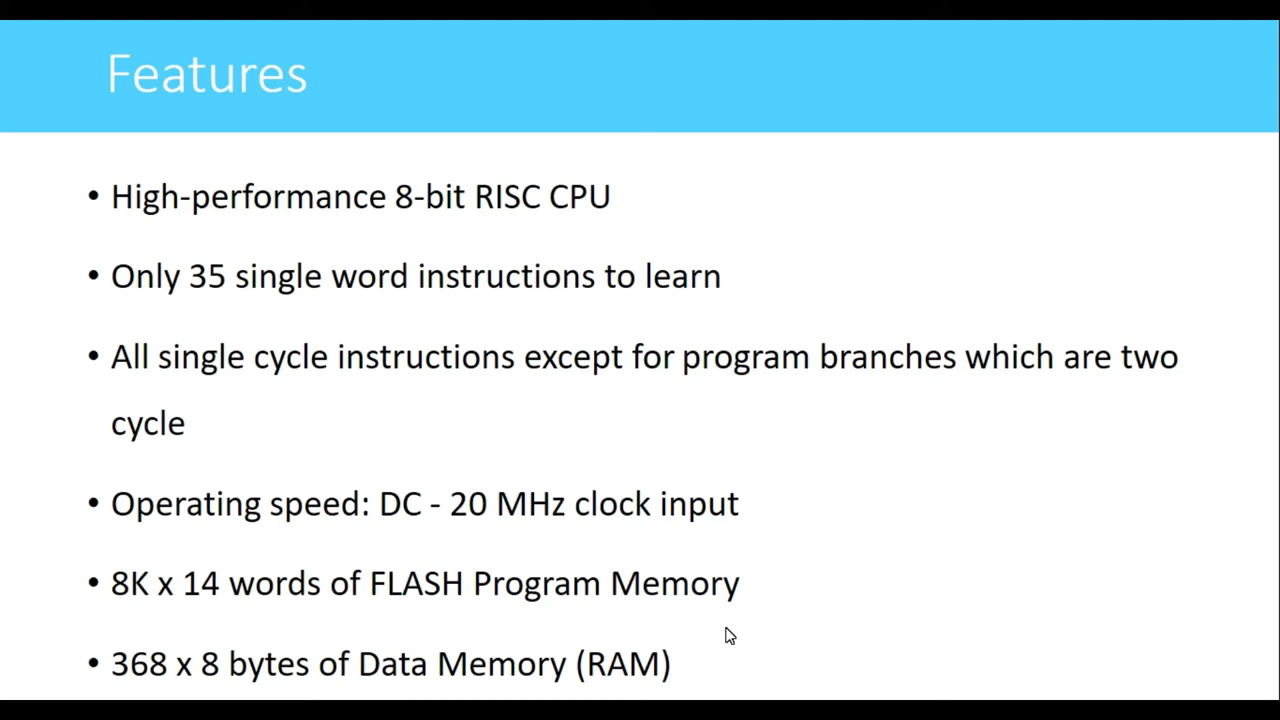 Features
• High-performance 8-bit RISC CPU
• Only 35 single word instructions to learn
• All single cycle instructions except for program branches which are two
cycle
• Operating speed: DC - 20 MHz clock input
• 8K x 14 words of FLASH Program Memory
• 368 x 8 bytes of Data Memory (RAM)